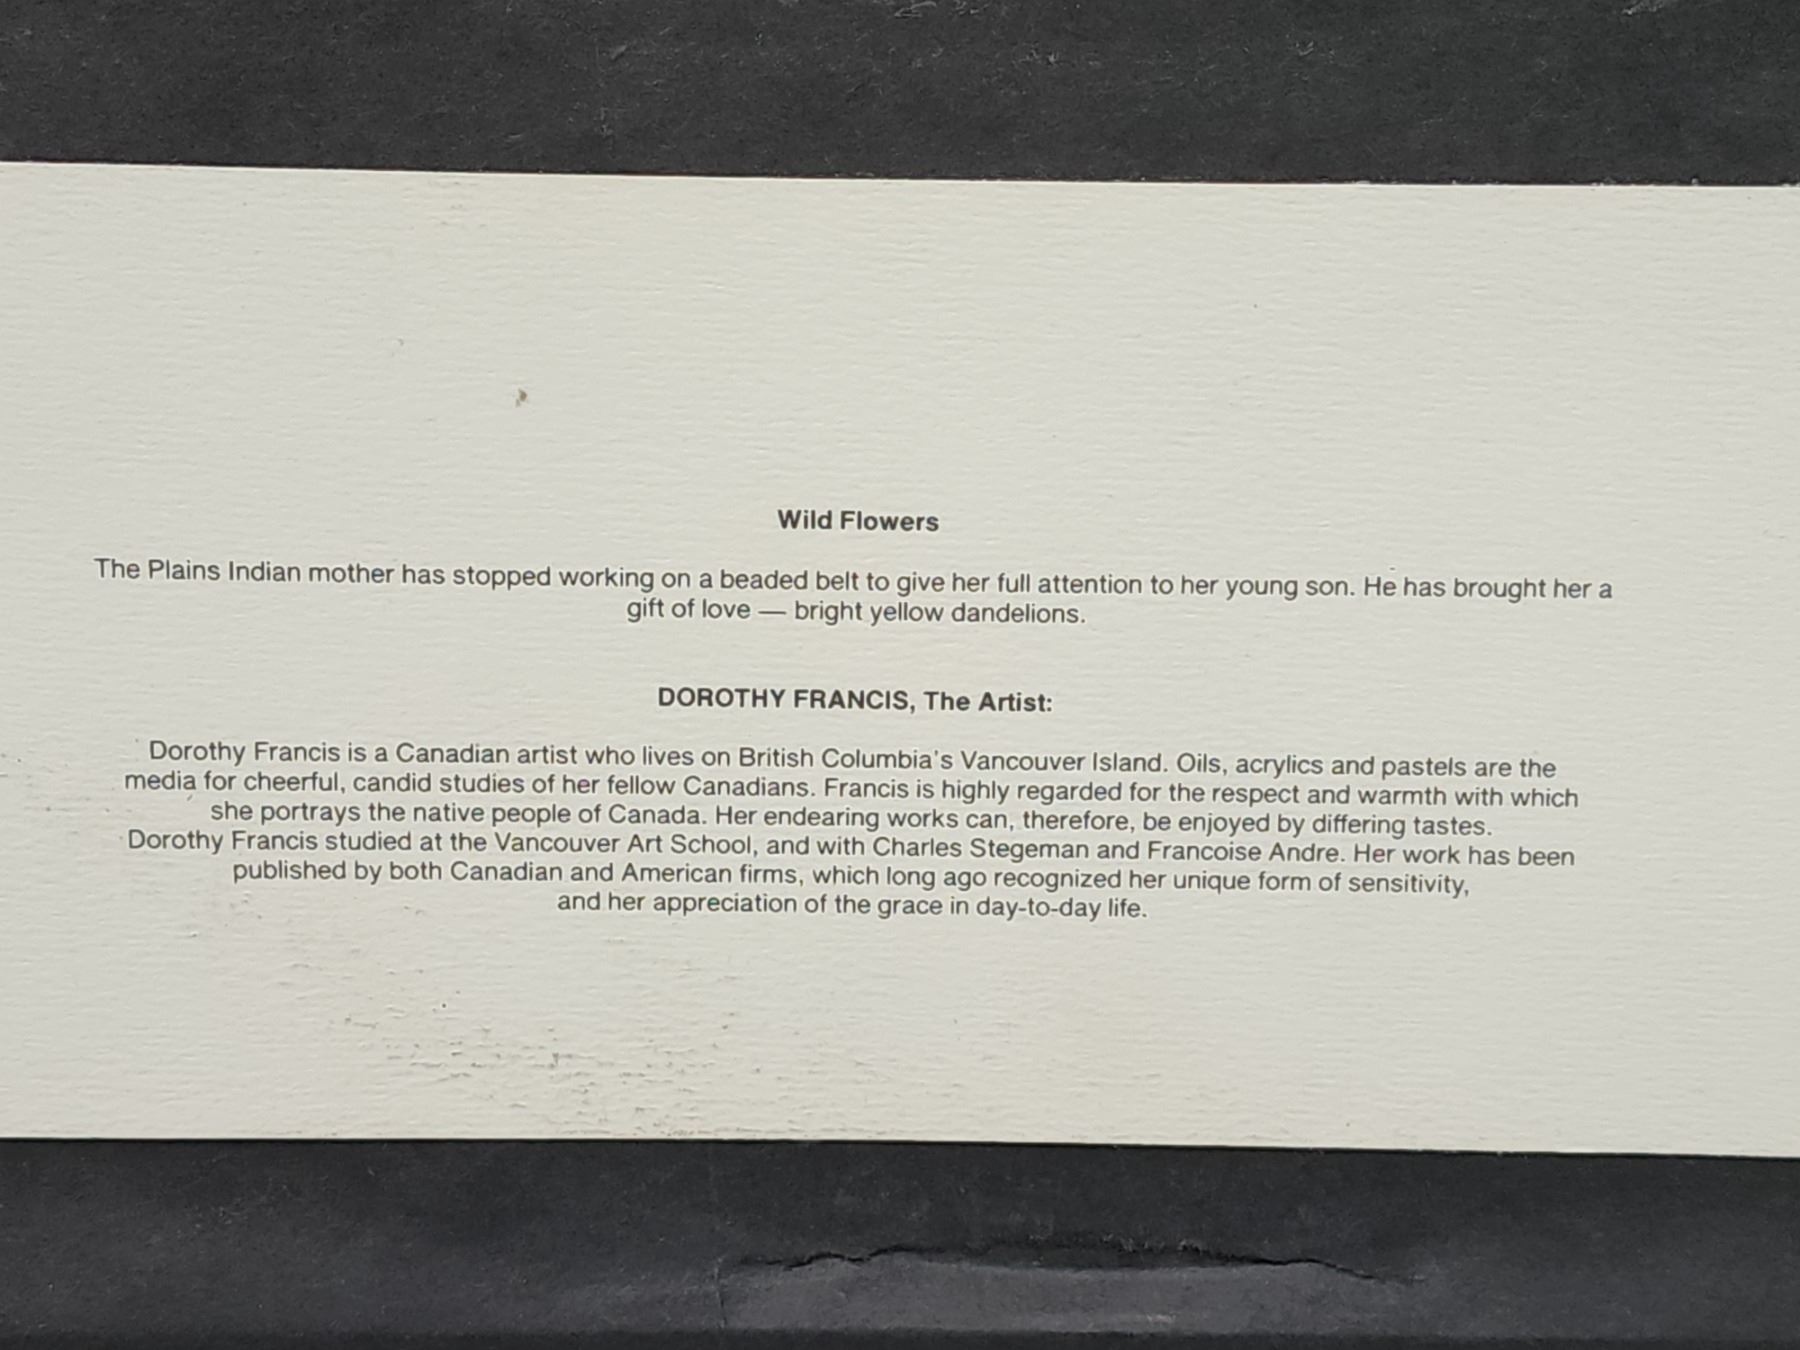 Wild Flowers
The Plains Indian mother has stopped working on a beaded belt to give her full attention to her young son. He has brought her a
gift of love — bright yellow dandelions.
DOROTHY FRANCIS, The Artist:
Dorothy Francis is a Canadian artist who lives on British Columbia's Vancouver Island. Oils, acrylics and pastels are the
media for cheerful, candid studies of her fellow Canadians. Francis is highly regarded for the respect and warmth with which
she portrays the native people of Canada. Her endearing works can, therefore, be enjoyed by differing tastes.
Dorothy Francis studied at the Vancouver Art School, and with Charles Stegeman and Francoise Andre. Her work has been
published by both Canadian and American firms, which long ago recognized her unique form of sensitivity,
and her appreciation of the grace in day-to-day life.